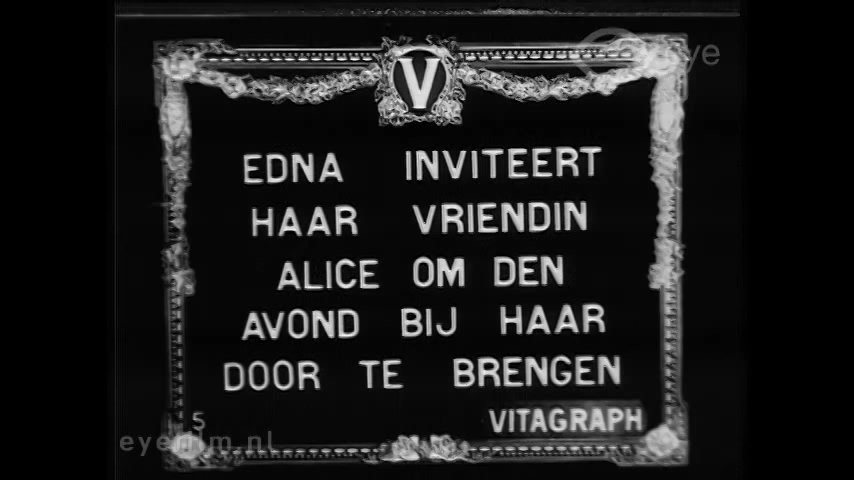 eye
V
EDNA INVITEERT
HAAR VRIENDIN
ALICE OM DEN
AVOND BIJ HAAR
DOOR TE BRENGEN
5
VITAGRAPH
eyefilm.nl